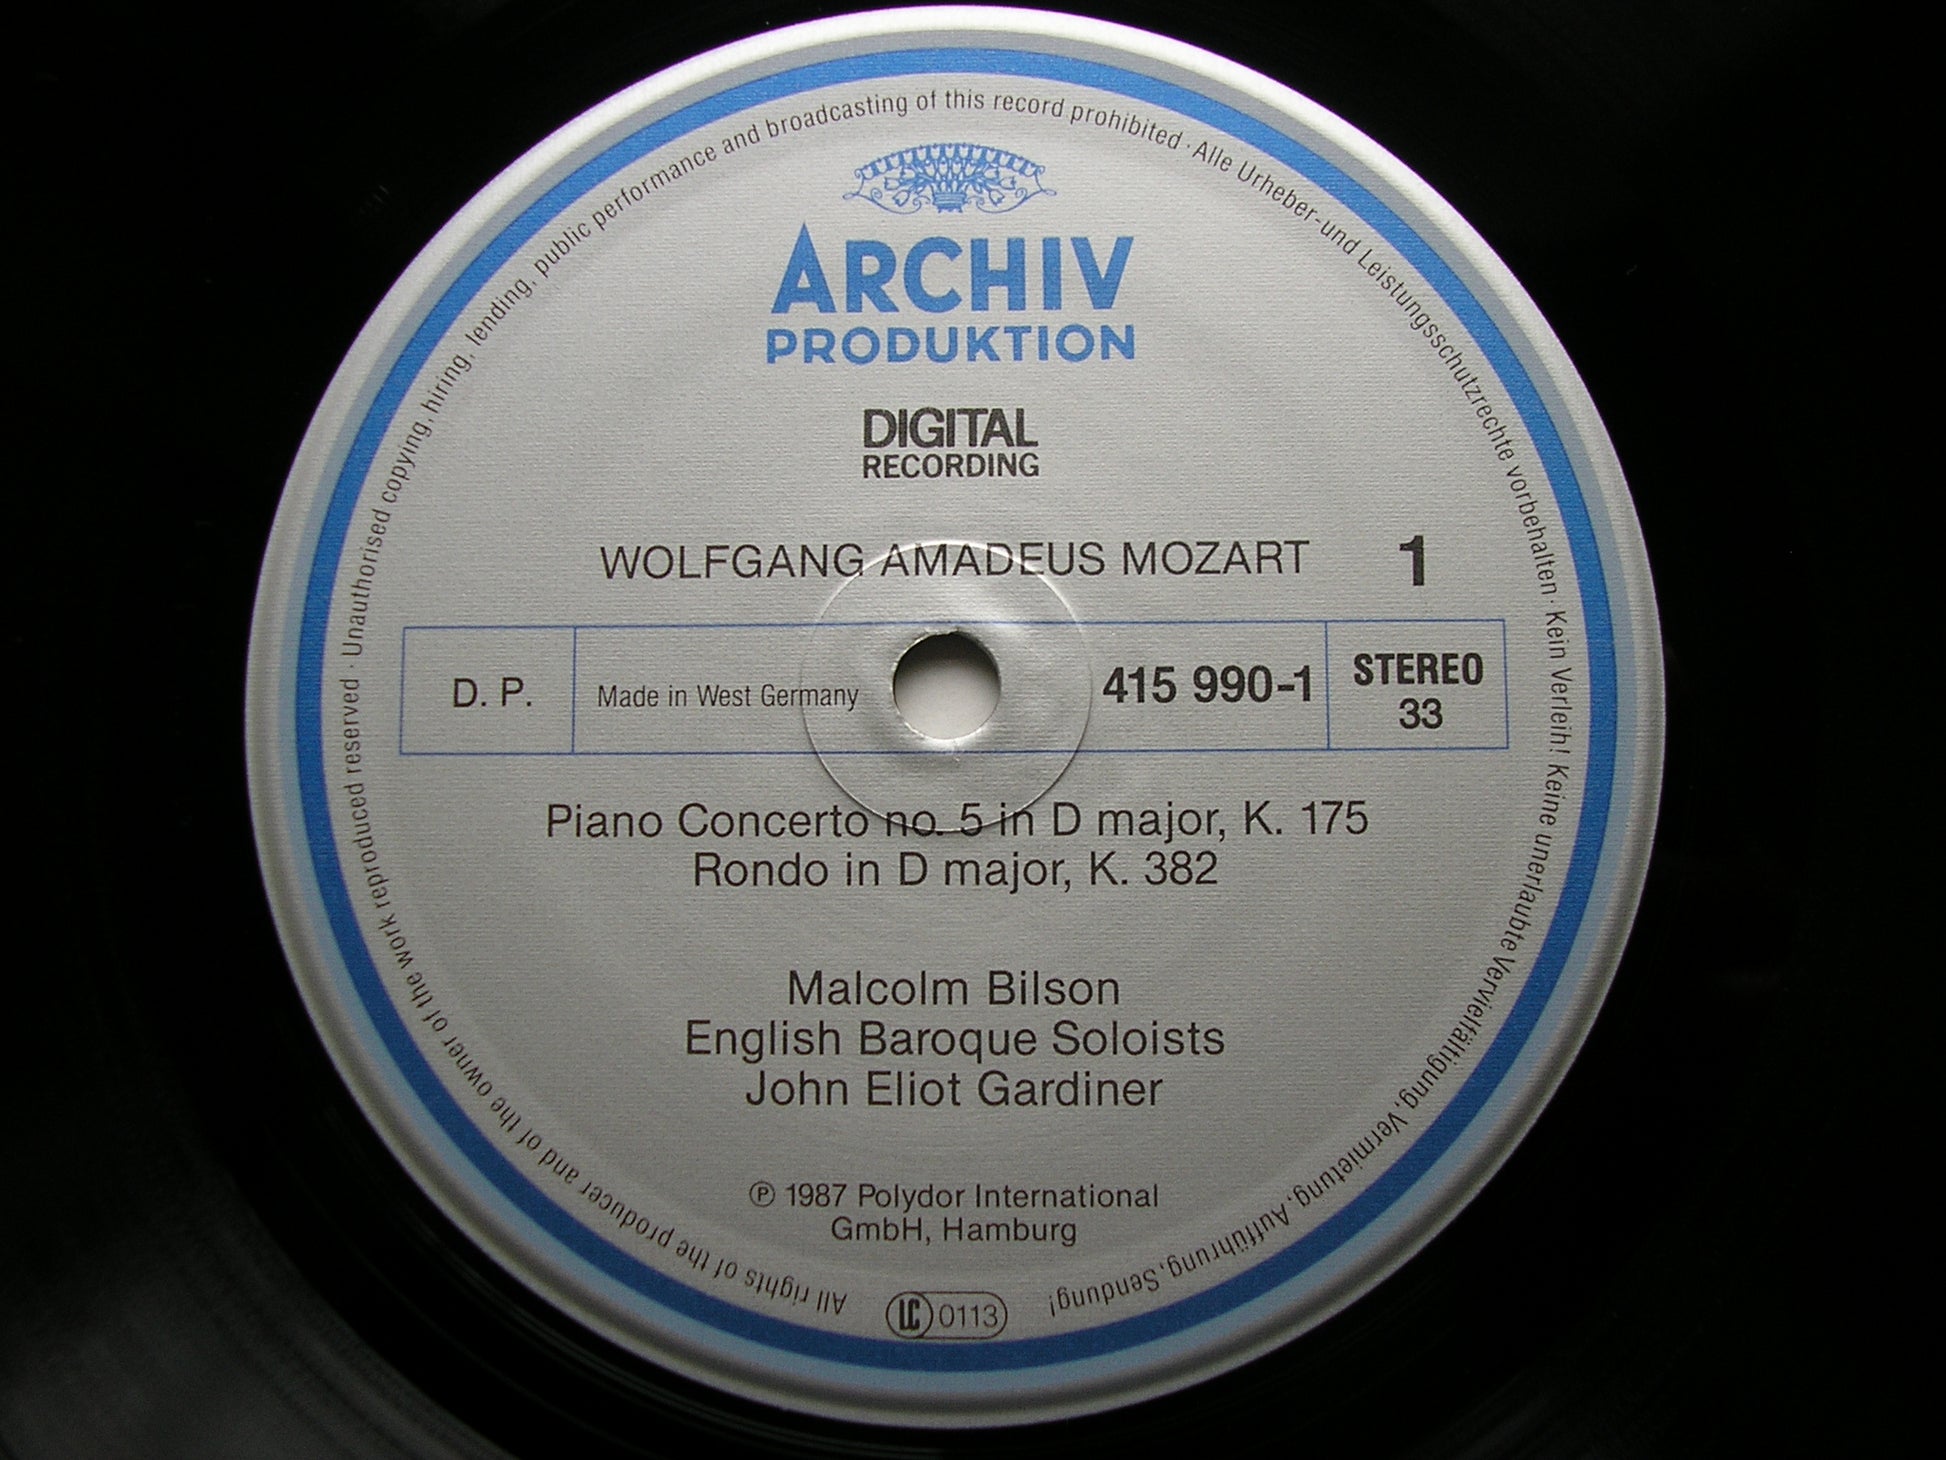 ARCHIV
PRODUKTION
DIGITAL
RECORDING
WOLFGANG AMADEUS MOZART 1
D. P. Made in West Germany 415 990-1 STEREO
33
Piano Concerto no. 5 in D major, K. 175
Rondo in D major, K. 382
Malcolm Bilson
English Baroque Soloists
John Eliot Gardiner
℗ 1987 Polydor International
GmbH, Hamburg
LC 0113
All rights of the producer and of the owner of the work reproduced reserved · Unauthorised copying, hiring, lending, public performance and broadcasting of this record prohibited · Alle Urheber-und Leistungsschutzrechte vorbehalten · Kein Verleih! Keine unerlaubte Vervielfältigung, Vermietung, Aufführung, Sendung!